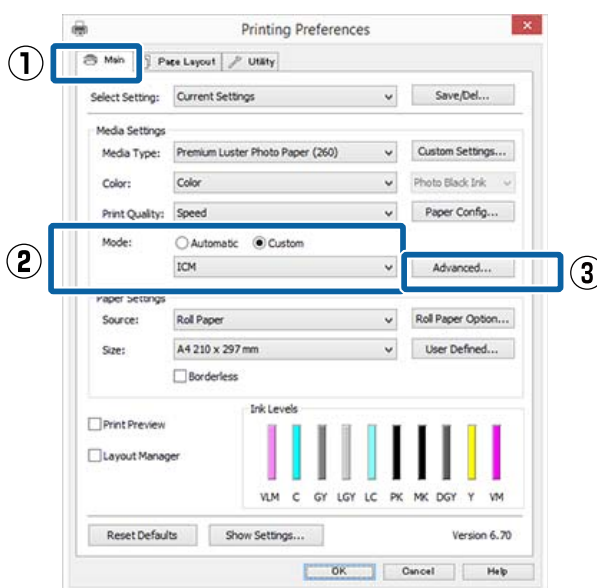 Printing Preferences
x
① Main Page Layout Utility
Select Setting: Current Settings Save/Del...
Media Settings
Media Type: Premium Luster Photo Paper (260) Custom Settings...
Color: Color Photo Black Ink
Print Quality: Speed Paper Config...
② Mode: Automatic Custom
ICM Advanced... ③
Paper Settings
Source: Roll Paper Roll Paper Option...
Size: A4 210 x 297 mm User Defined...
Borderless
Ink Levels
Print Preview
Layout Manager
VLM C GY LGY LC PK MK DGY Y VM
Reset Defaults Show Settings... Version 6.70
OK Cancel Help